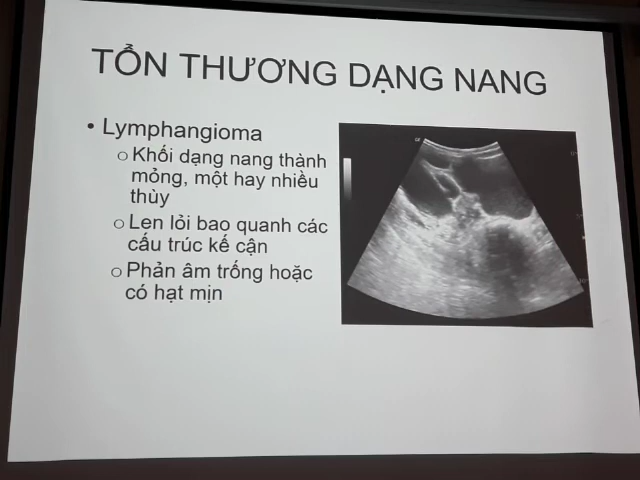 TỔN THƯƠNG DẠNG NANG
• Lymphangioma
o Khối dạng nang thành
mỏng, một hay nhiều
thùy
o Len lỏi bao quanh các
cấu trúc kế cận
o Phản âm trống hoặc
có hạt mịn